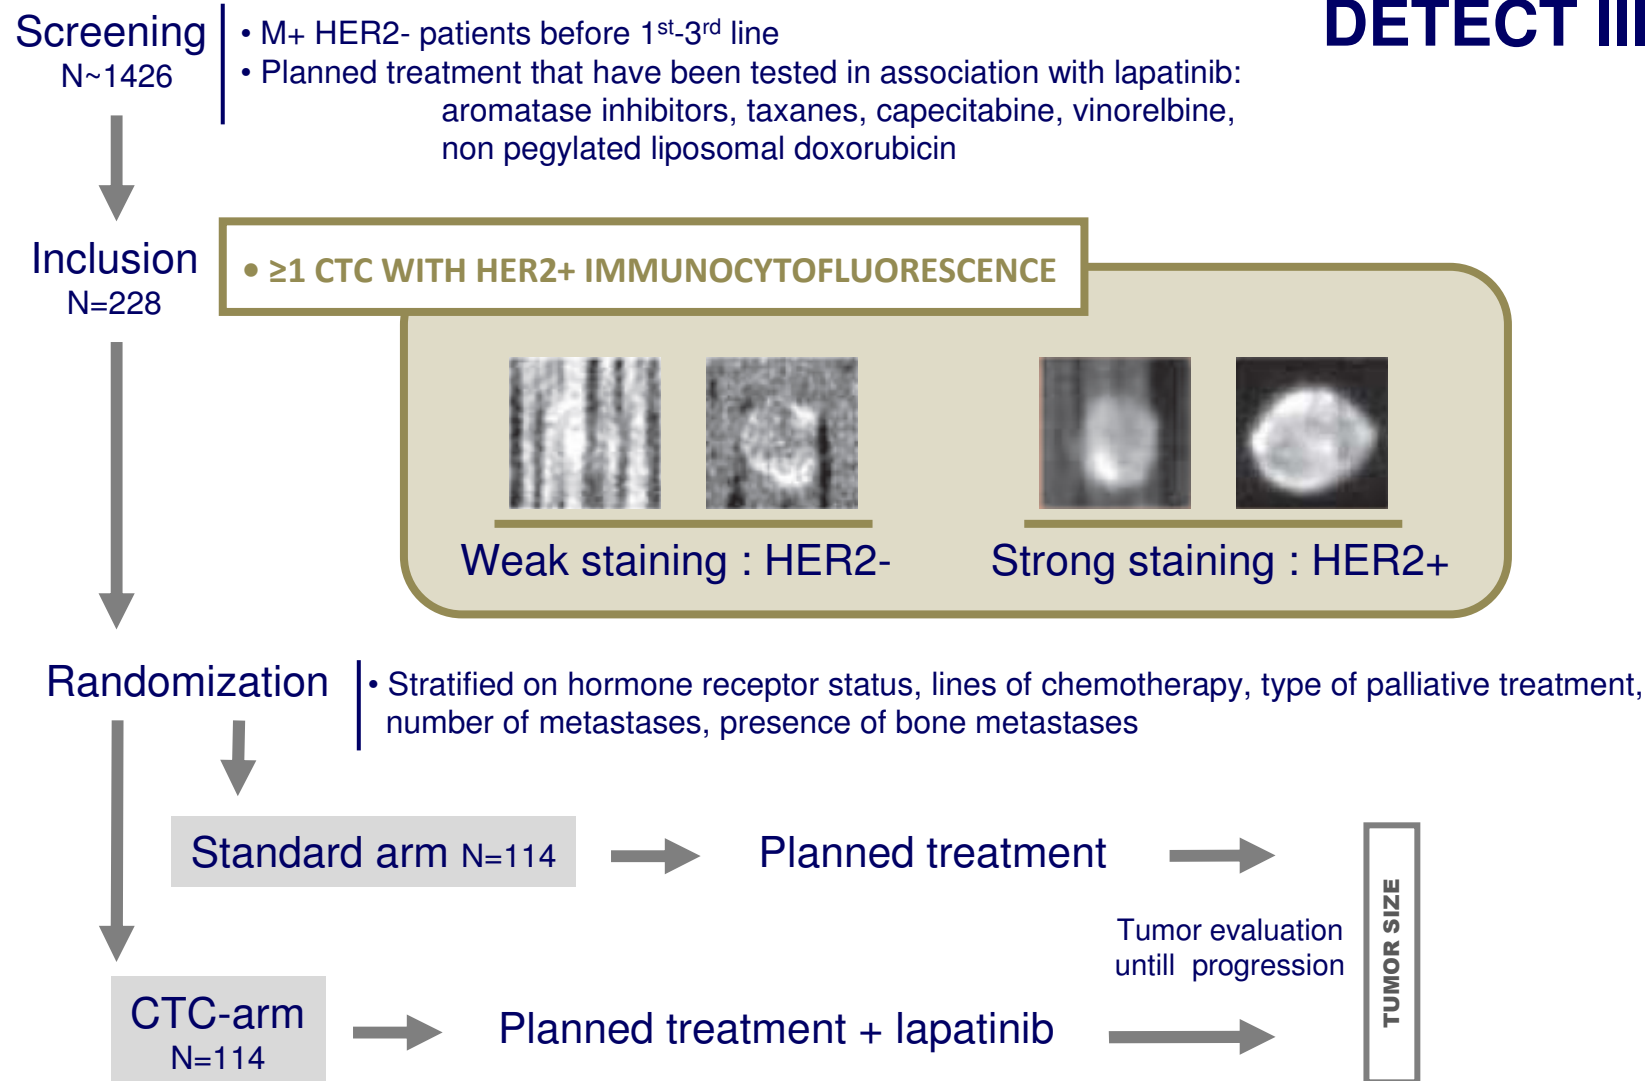 DETECT III
Screening
N~1426
• M+ HER2- patients before 1st-3rd line
• Planned treatment that have been tested in association with lapatinib:
aromatase inhibitors, taxanes, capecitabine, vinorelbine,
non pegylated liposomal doxorubicin
Inclusion
N=228
• ≥1 CTC WITH HER2+ IMMUNOCYTOFLUORESCENCE
Weak staining : HER2-
Strong staining : HER2+
Randomization
• Stratified on hormone receptor status, lines of chemotherapy, type of palliative treatment,
number of metastases, presence of bone metastases
Standard arm N=114
Planned treatment
Tumor evaluation
untill progression
TUMOR SIZE
CTC-arm
N=114
Planned treatment + lapatinib